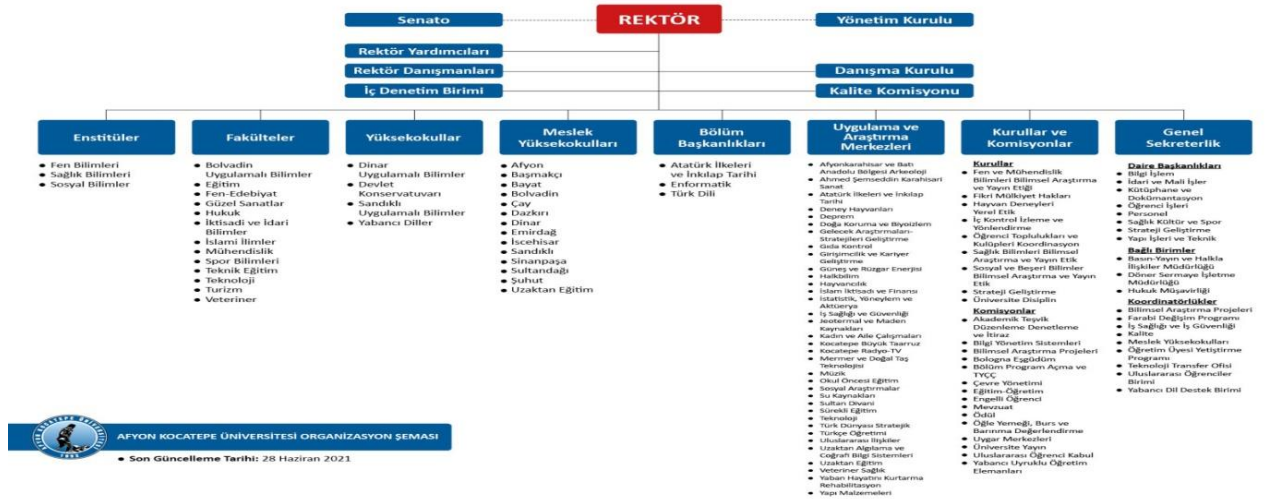 Senato
REKTÖR
Yönetim Kurulu
Rektör Yardımcıları
Rektör Danışmanları
Danışma Kurulu
İç Denetim Birimi
Kalite Komisyonu
Enstitüler
• Fen Bilimleri
• Sağlık Bilimleri
• Sosyal Bilimler
Fakülteler
• Bolvadin
Uygulamalı Bilimler
• Eğitim
• Fen-Edebiyat
• Güzel Sanatlar
• Hukuk
• İktisadi ve İdari
Bilimler
• İslami İlimler
• Mühendislik
• Spor Bilimleri
• Teknik Eğitim
• Teknoloji
• Turizm
• Veteriner
Yüksekokullar
• Dinar
Uygulamalı Bilimler
• Devlet
Konservatuvarı
• Sandıklı
Uygulamalı Bilimler
• Yabancı Diller
Meslek
Yüksekokulları
• Afyon
• Başmakçı
• Bayat
• Bolvadin
• Çay
• Dazkırı
• Dinar
• Emirdağ
• İscehisar
• Sandıklı
• Sinanpaşa
• Sultandağı
• Şuhut
• Uzaktan Eğitim
Bölüm
Başkanlıkları
• Atatürk İlkeleri
ve İnkılap Tarihi
• Enformatik
• Türk Dili
Uygulama ve
Araştırma
Merkezleri
• Afyonkarahisar ve Batı
Anadolu Bölgesi Arkeoloji
• Ahmed Şemseddin Karahisari
Sanat
• Atatürk İlkeleri ve İnkılap
Tarihi
• Deney Hayvanları
• Deprem
• Doğa Koruma ve Biyoizlem
• Gelecek Araştırmaları-
Stratejileri Geliştirme
• Gıda Kontrol
• Girişimcilik ve Kariyer
Geliştirme
• Güneş ve Rüzgar Enerjisi
• Halkbilim
• Hayvancılık
• İslam İktisadı ve Finansı
• İstatistik, Yöneylem ve
Aktüerya
• İş Sağlığı ve Güvenliği
• Jeotermal ve Maden
Kaynakları
• Kadın ve Aile Çalışmaları
• Kocatepe Büyük Taarruz
• Kocatepe Radyo-TV
• Mermer ve Doğal Taş
Teknolojisi
• Müzik
• Okul Öncesi Eğitim
• Sosyal Araştırmalar
• Su Kaynakları
• Sultan Divani
• Sürekli Eğitim
• Teknoloji
• Türk Dünyası Stratejik
• Türkçe Öğretimi
• Uluslararası İlişkiler
• Uzaktan Algılama ve
Coğrafi Bilgi Sistemleri
• Uzaktan Eğitim
• Veteriner Sağlık
• Yaban Hayatını Kurtarma
Rehabilitasyon
• Yapı Malzemeleri
Kurullar ve
Komisyonlar
Kurullar
• Fen ve Mühendislik
Bilimleri Bilimsel Araştırma
ve Yayın Etiği
• Fikri Mülkiyet Hakları
• Hayvan Deneyleri
Yerel Etik
• İç Kontrol İzleme ve
Yönlendirme
• Öğrenci Toplulukları ve
Kulüpleri Koordinasyon
• Sağlık Bilimleri Bilimsel
Araştırma ve Yayın Etik
• Sosyal ve Beşeri Bilimler
Bilimsel Araştırma ve Yayın
Etik
• Strateji Geliştirme
• Üniversite Disiplin
Komisyonlar
• Akademik Teşvik
Düzenleme Denetleme
ve İtiraz
• Bilgi Yönetim Sistemleri
• Bilimsel Araştırma Projeleri
• Bologna Eşgüdüm
• Bölüm Program Açma ve
TYÇÇ
• Çevre Yönetimi
• Eğitim-Öğretim
• Engelli Öğrenci
• Mevzuat
• Ödül
• Öğle Yemeği, Burs ve
Barınma Değerlendirme
• Uygar Merkezleri
• Üniversite Yayın
• Uluslararası Öğrenci Kabul
• Yabancı Uyruklu Öğretim
Elemanları
Genel
Sekreterlik
Daire Başkanlıkları
• Bilgi İşlem
• İdari ve Mali İşler
• Kütüphane ve
Dokümantasyon
• Öğrenci İşleri
• Personel
• Sağlık Kültür ve Spor
• Strateji Geliştirme
• Yapı İşleri ve Teknik
Bağlı Birimler
• Basın-Yayın ve Halkla
İlişkiler Müdürlüğü
• Döner Sermaye İşletme
Müdürlüğü
• Hukuk Müşavirliği
Koordinatörlükler
• Bilimsel Araştırma Projeleri
• Farabi Değişim Programı
• İş Sağlığı ve İş Güvenliği
• Kalite
• Meslek Yüksekokulları
• Öğretim Üyesi Yetiştirme
Programı
• Teknoloji Transfer Ofisi
• Uluslararası Öğrenciler
Birimi
• Yabancı Dil Destek Birimi
AFYON KOCATEPE ÜNİVERSİTESİ
1992
AFYON KOCATEPE ÜNİVERSİTESİ ORGANİZASYON ŞEMASI
• Son Güncelleme Tarihi: 28 Haziran 2021